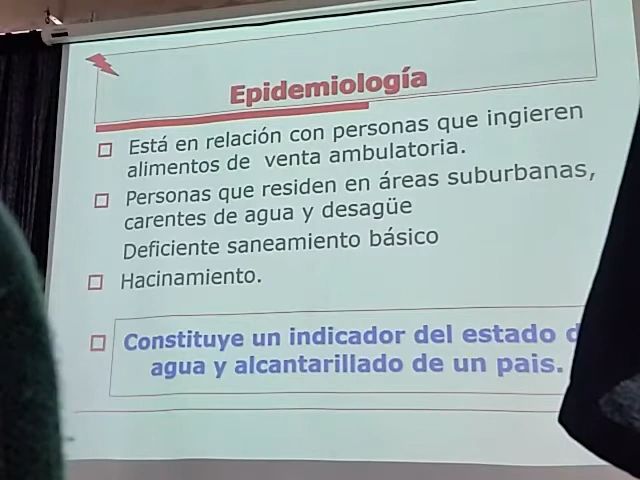 Epidemiología
Está en relación con personas que ingieren
alimentos de venta ambulatoria.
Personas que residen en áreas suburbanas,
carentes de agua y desagüe
Deficiente saneamiento básico
Hacinamiento.
Constituye un indicador del estado
agua y alcantarillado de un pais.